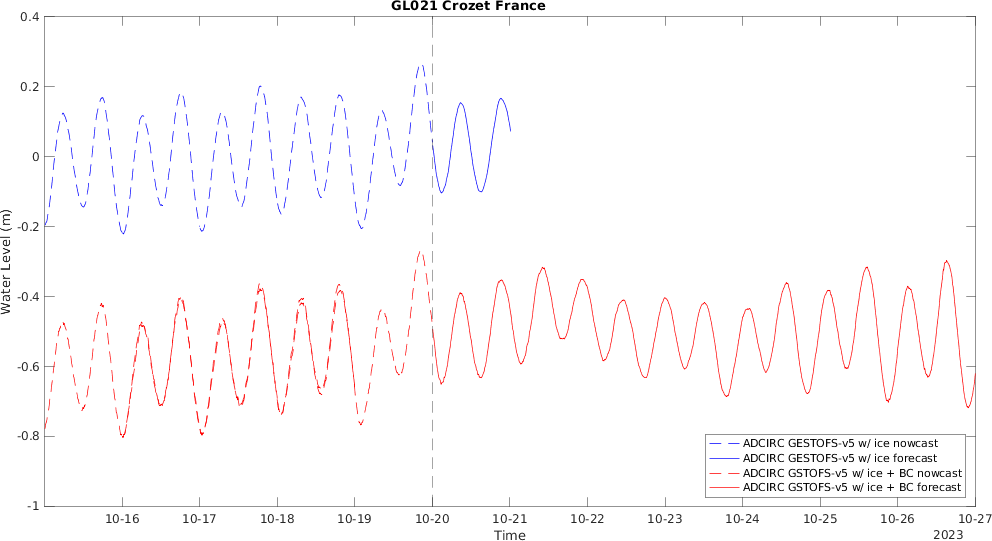 GL021 Crozet France
0.4
0.2
0
-0.2
-0.4
-0.6
-0.8
-1
Water Level (m)
10-16 10-17 10-18 10-19 10-20 10-21 10-22 10-23 10-24 10-25 10-26 10-27
Time
2023
ADCIRC GESTOFS-v5 w/ ice nowcast
ADCIRC GESTOFS-v5 w/ ice forecast
ADCIRC GSTOFS-v5 w/ ice + BC nowcast
ADCIRC GSTOFS-v5 w/ ice + BC forecast